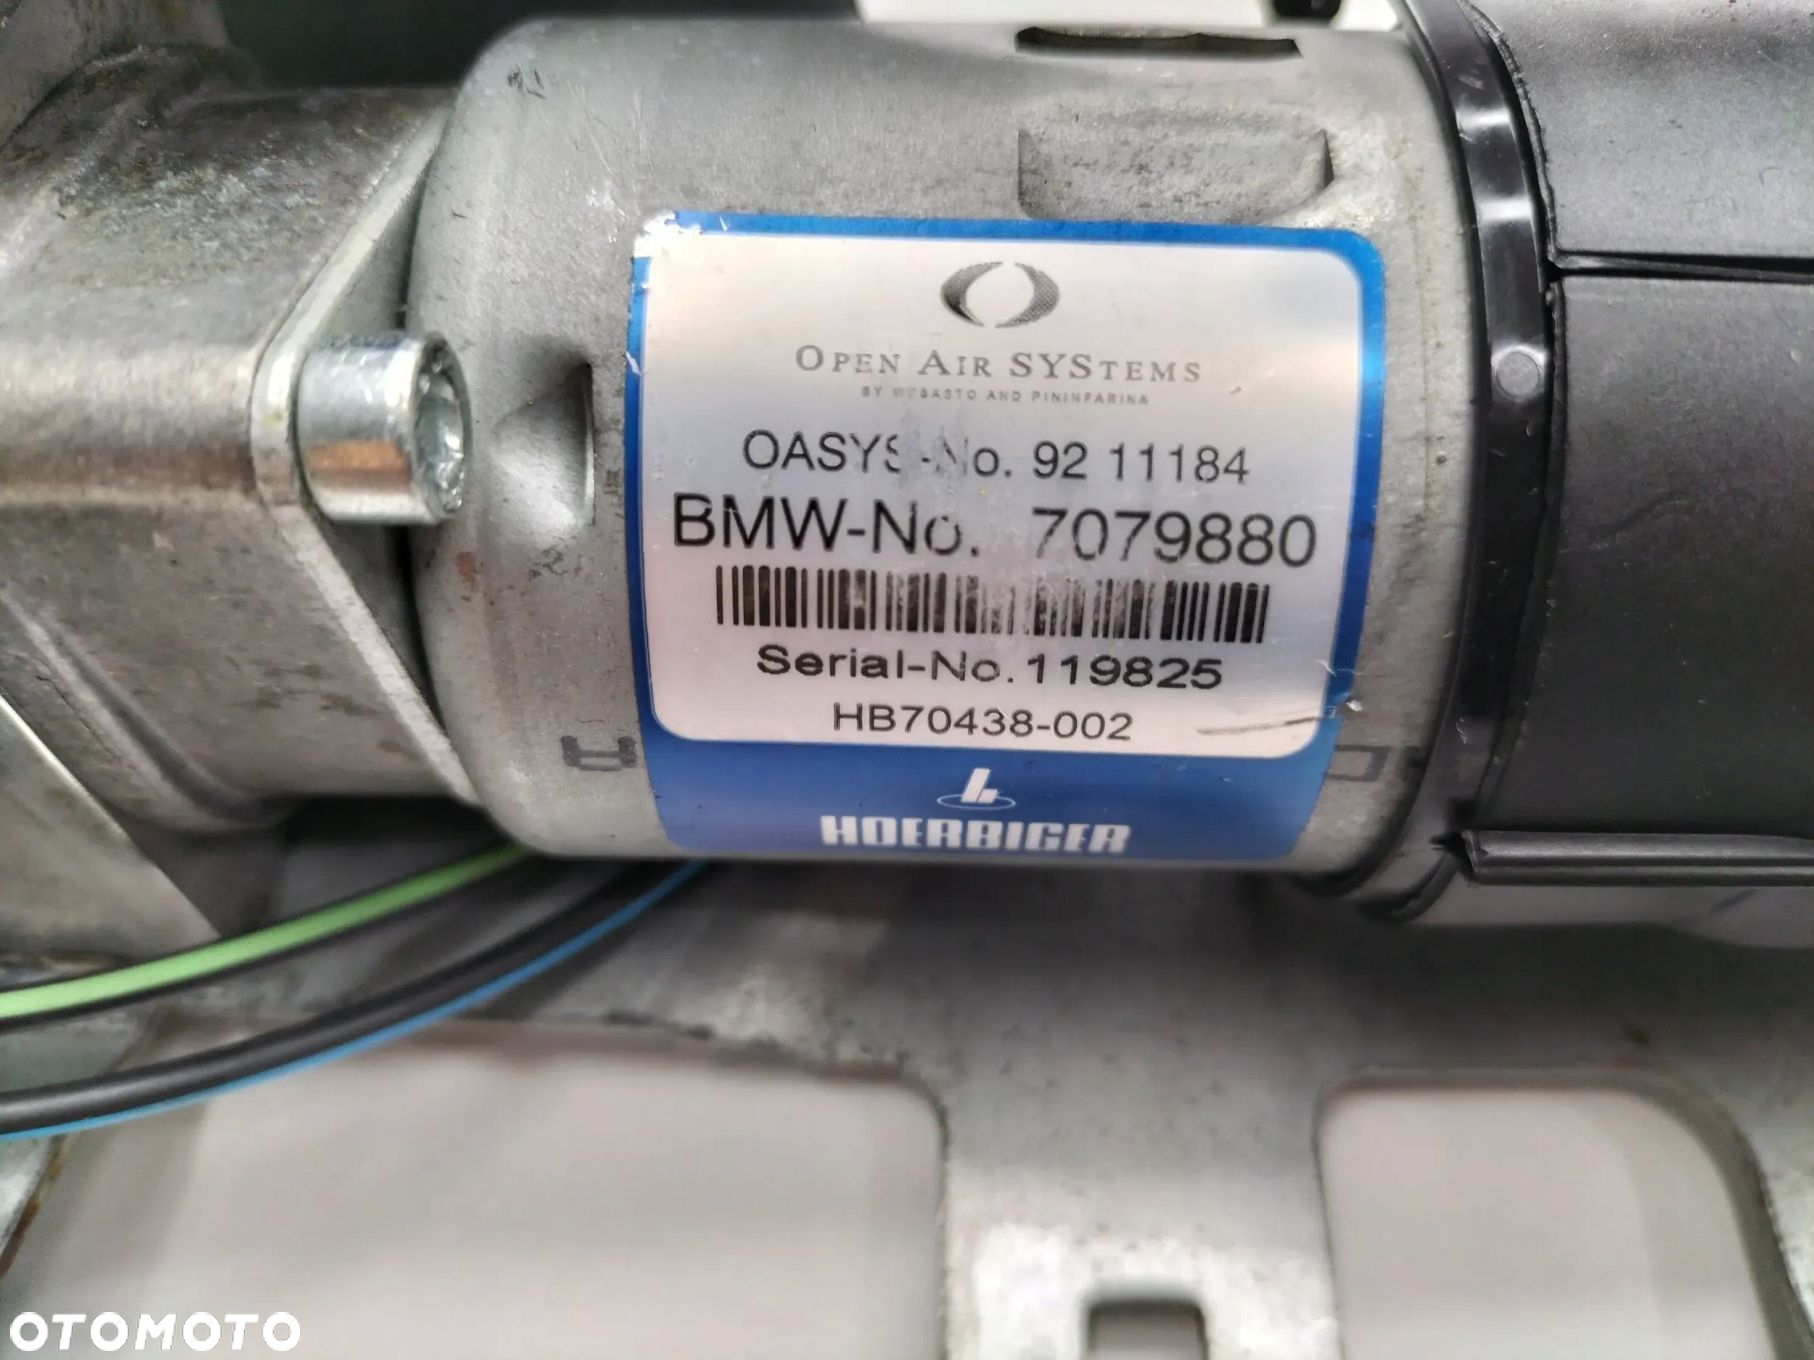 OPEN AIR SYSTEMS
BY WEBASTO AND PININFARINA
OASYS-No. 92 11184
BMW-No. 7079880
Serial-No. 119825
HB70438-002
HOERBIGER
OTOMOTO